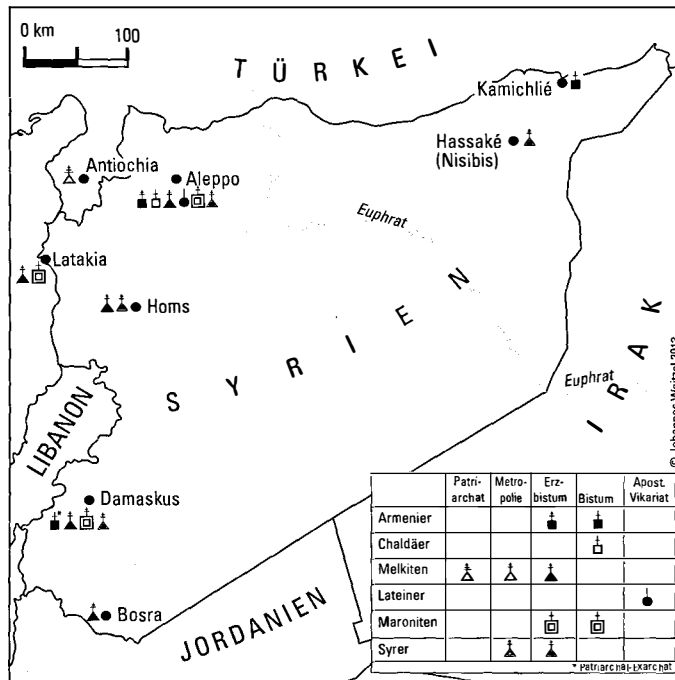 0 km 100
TÜRKEI
Kamichlié
Hassaké
(Nisibis)
Antiochia
Aleppo
Euphrat
Latakia
Homs
SYRIEN
IRAK
Euphrat
LIBANON
© Johannes Weitzel 2012
Damaskus
*
Bosra
JORDANIEN
Patri-
archat
Metro-
polie
Erz-
bistum
Bistum
Apost.
Vikariat
Armenier
Chaldäer
Melkiten
Lateiner
Maroniten
Syrer
* Patriarchal-Exarchat